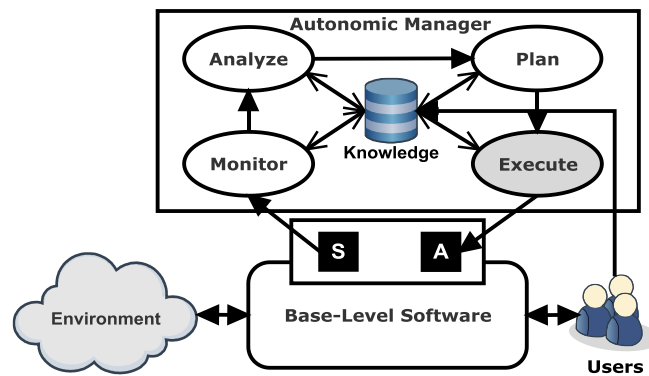 Autonomic Manager
Analyze
Plan
Knowledge
Monitor
Execute
S
A
Environment
Base-Level Software
Users